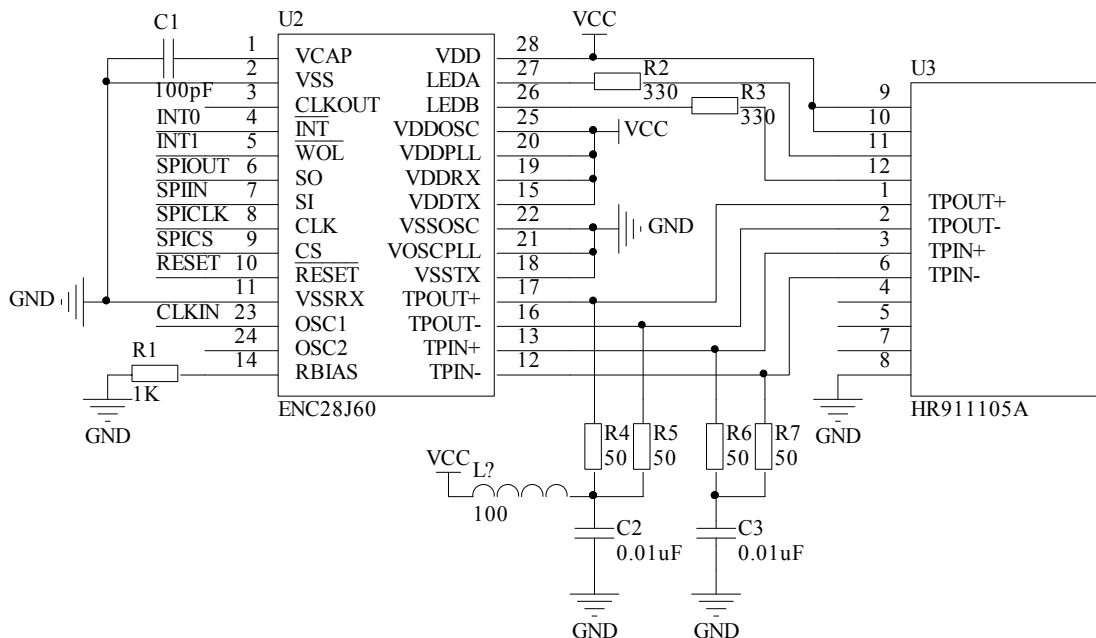 C1
100pF
U2
VCC
U3
1
VCAP
VDD
28
2
VSS
LEDA
27
R2
330
3
CLKOUT
LEDB
26
R3
330
INT0
4
INT
VDDOSC
25
VCC
INT1
5
WOL
VDDPLL
20
SPIOUT
6
SO
VDDRX
19
SPIIN
7
SI
VDDTX
15
SPICLK
8
CLK
VSSOSC
22
GND
SPICS
9
CS
VOSCPLL
21
RESET
10
RESET
VSSTX
18
GND
11
VSSRX
TPOUT+
17
CLKIN
23
OSC1
TPOUT-
16
24
OSC2
TPIN+
13
R1
1K
14
RBIAS
TPIN-
12
GND
ENC28J60
9
10
11
12
1
TPOUT+
2
TPOUT-
3
TPIN+
6
TPIN-
4
5
7
8
GND
HR911105A
R4
50
R5
50
R6
50
R7
50
VCC
L?
100
C2
0.01uF
C3
0.01uF
GND
GND